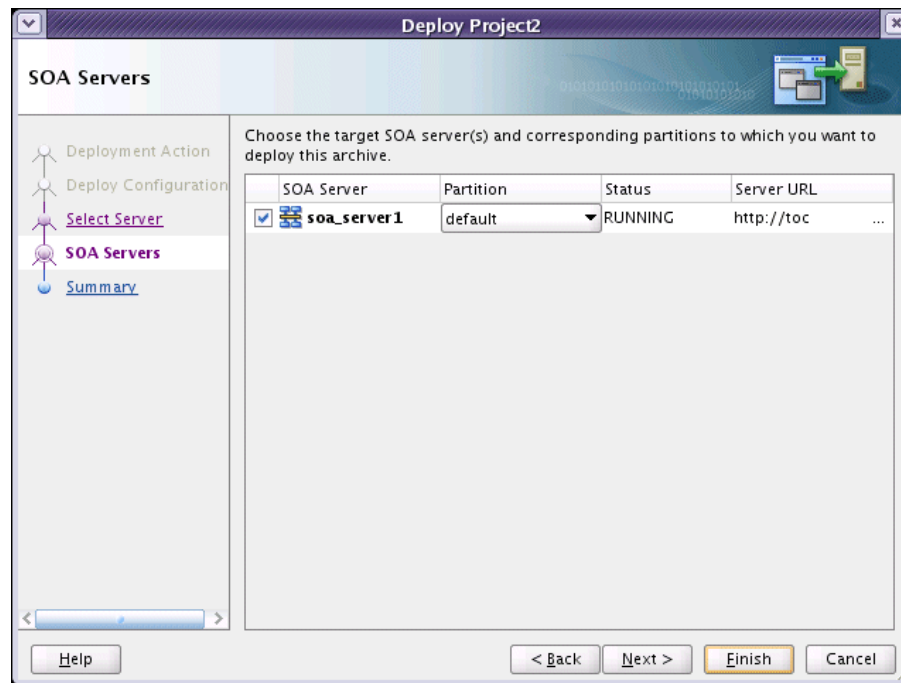 Deploy Project2
SOA Servers
Deployment Action
Deploy Configuration
Select Server
SOA Servers
Summary
Choose the target SOA server(s) and corresponding partitions to which you want to
deploy this archive.
SOA Server Partition Status Server URL
soa_server1 default RUNNING http://toc ...
Help < Back Next > Finish Cancel